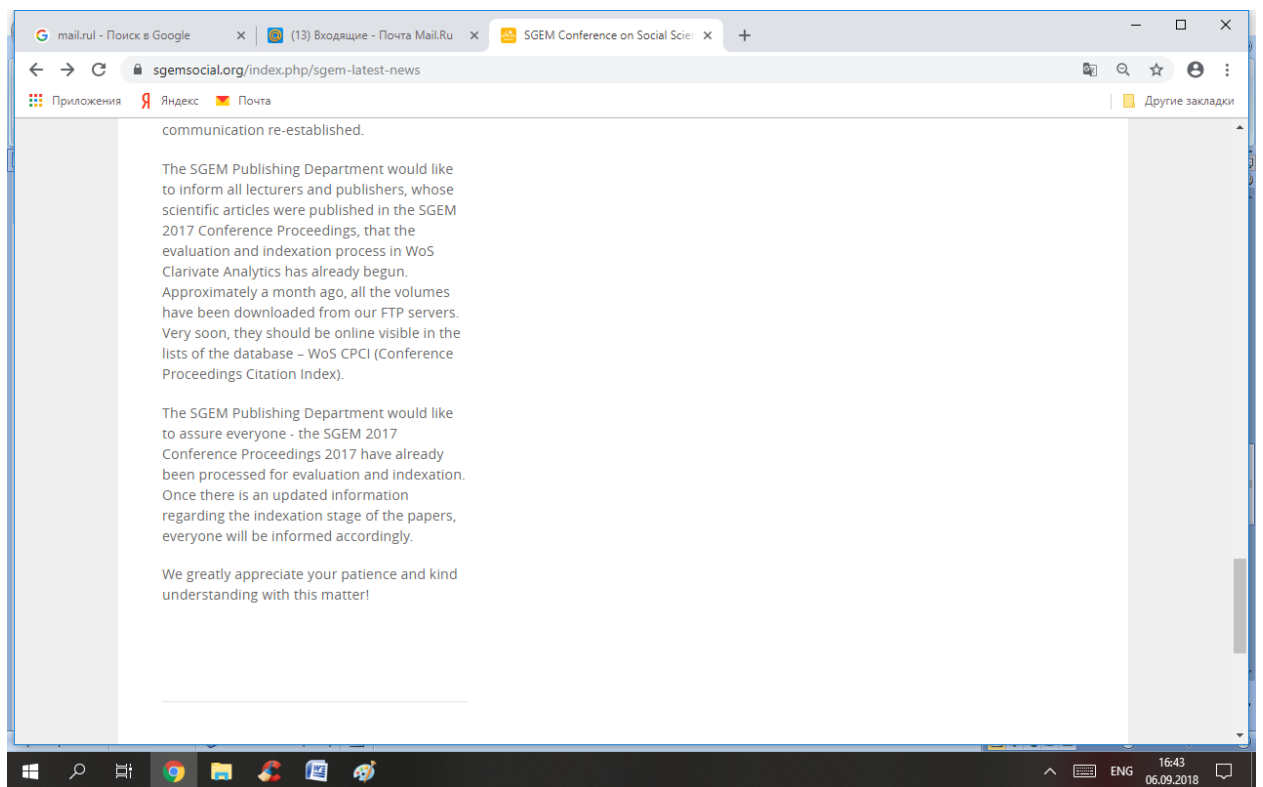 mail.rul - Поиск в Google
(13) Входящие - Почта Mail.Ru
SGEM Conference on Social Scier
sgemsocial.org/index.php/sgem-latest-news
Приложения
Яндекс
Почта
Другие закладки
communication re-established.
The SGEM Publishing Department would like
to inform all lecturers and publishers, whose
scientific articles were published in the SGEM
2017 Conference Proceedings, that the
evaluation and indexation process in WoS
Clarivate Analytics has already begun.
Approximately a month ago, all the volumes
have been downloaded from our FTP servers.
Very soon, they should be online visible in the
lists of the database – WoS CPCI (Conference
Proceedings Citation Index).
The SGEM Publishing Department would like
to assure everyone - the SGEM 2017
Conference Proceedings 2017 have already
been processed for evaluation and indexation.
Once there is an updated information
regarding the indexation stage of the papers,
everyone will be informed accordingly.
We greatly appreciate your patience and kind
understanding with this matter!
ENG
16:43
06.09.2018